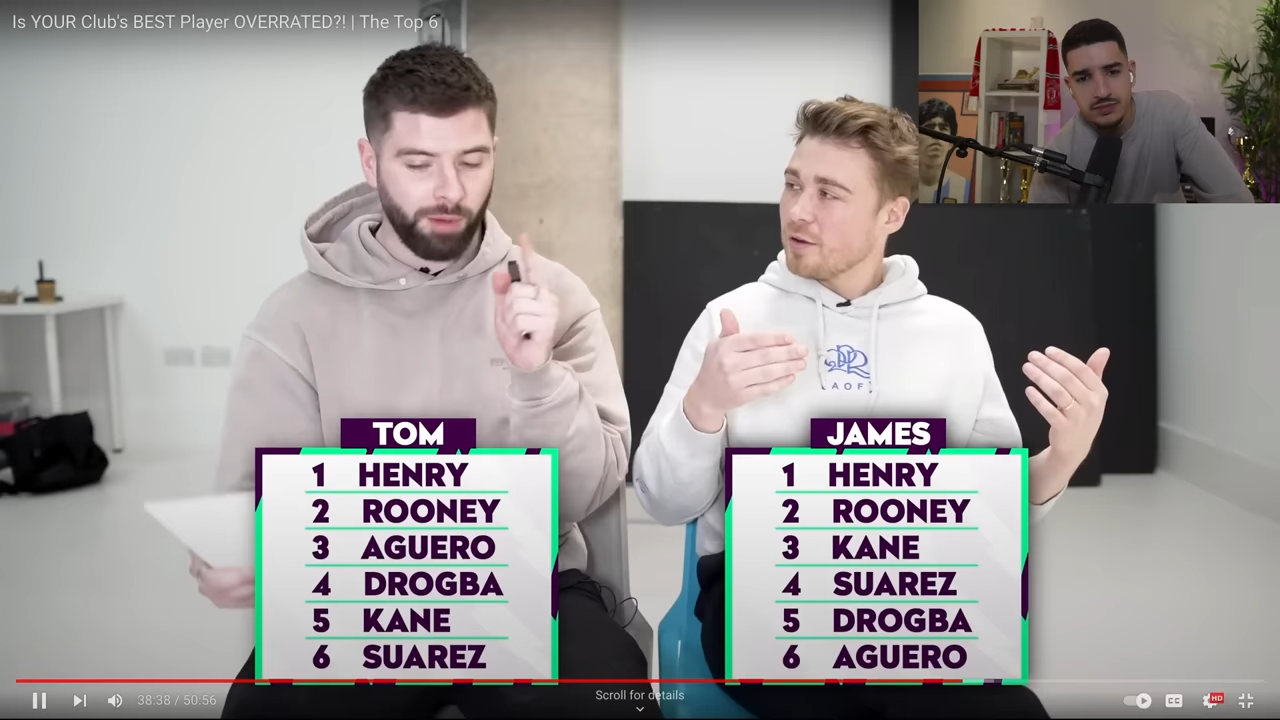 Is YOUR Club's BEST Player OVERRATED?! | The Top 6
TOM
1 HENRY
2 ROONEY
3 AGUERO
4 DROGBA
5 KANE
6 SUAREZ
JAMES
1 HENRY
2 ROONEY
3 KANE
4 SUAREZ
5 DROGBA
6 AGUERO
38:38 / 50:56
Scroll for details
CC
HD